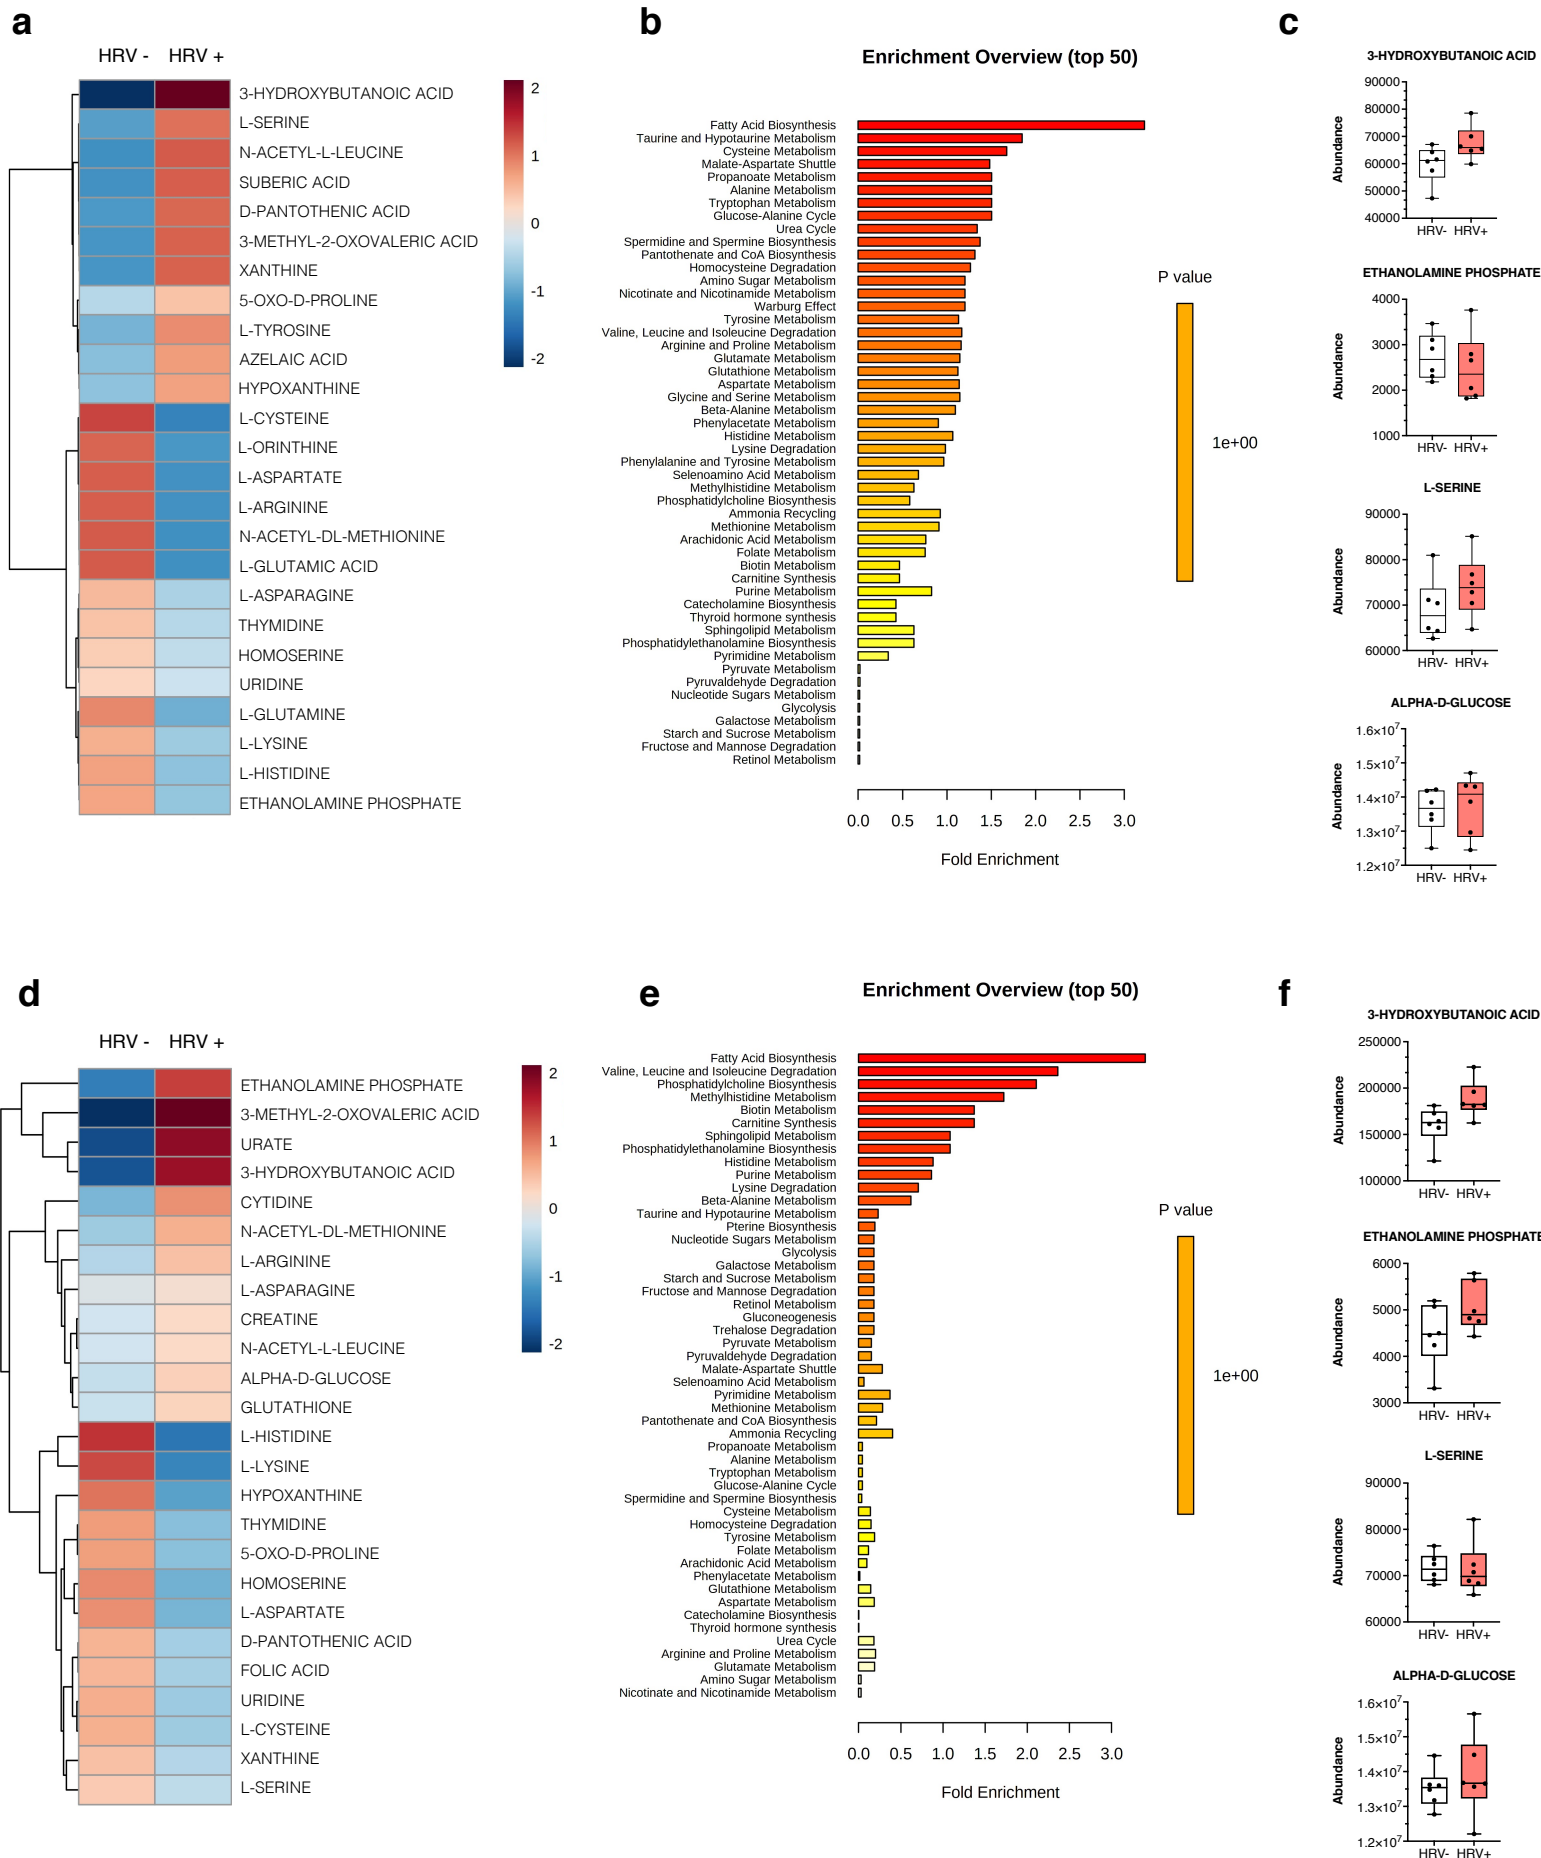 a
HRV -
HRV +
3-HYDROXYBUTANOIC ACID
L-SERINE
N-ACETYL-L-LEUCINE
SUBERIC ACID
D-PANTOTHENIC ACID
3-METHYL-2-OXOVALERIC ACID
XANTHINE
5-OXO-D-PROLINE
L-TYROSINE
AZELAIC ACID
HYPOXANTHINE
L-CYSTEINE
L-ORINTHINE
L-ASPARTATE
L-ARGININE
N-ACETYL-DL-METHIONINE
L-GLUTAMIC ACID
L-ASPARAGINE
THYMIDINE
HOMOSERINE
URIDINE
L-GLUTAMINE
L-LYSINE
L-HISTIDINE
ETHANOLAMINE PHOSPHATE
2
1
0
-1
-2
b
Enrichment Overview (top 50)
Fatty Acid Biosynthesis
Taurine and Hypotaurine Metabolism
Cysteine Metabolism
Malate-Aspartate Shuttle
Propanoate Metabolism
Alanine Metabolism
Tryptophan Metabolism
Glucose-Alanine Cycle
Urea Cycle
Spermidine and Spermine Biosynthesis
Pantothenate and CoA Biosynthesis
Homocysteine Degradation
Amino Sugar Metabolism
Nicotinate and Nicotinamide Metabolism
Warburg Effect
Tyrosine Metabolism
Valine, Leucine and Isoleucine Degradation
Arginine and Proline Metabolism
Glutamate Metabolism
Glutathione Metabolism
Aspartate Metabolism
Glycine and Serine Metabolism
Beta-Alanine Metabolism
Phenylacetate Metabolism
Histidine Metabolism
Lysine Degradation
Phenylalanine and Tyrosine Metabolism
Selenoamino Acid Metabolism
Methylhistidine Metabolism
Phosphatidylcholine Biosynthesis
Ammonia Recycling
Methionine Metabolism
Arachidonic Acid Metabolism
Folate Metabolism
Biotin Metabolism
Carnitine Synthesis
Purine Metabolism
Catecholamine Biosynthesis
Thyroid hormone synthesis
Sphingolipid Metabolism
Phosphatidylethanolamine Biosynthesis
Pyrimidine Metabolism
Pyruvate Metabolism
Pyruvaldehyde Degradation
Nucleotide Sugars Metabolism
Glycolysis
Galactose Metabolism
Starch and Sucrose Metabolism
Fructose and Mannose Degradation
Retinol Metabolism
0.0 0.5 1.0 1.5 2.0 2.5 3.0
Fold Enrichment
P value
1e+00
c
3-HYDROXYBUTANOIC ACID
Abundance
90000
80000
70000
60000
50000
40000
HRV- HRV+
ETHANOLAMINE PHOSPHATE
Abundance
4000
3000
2000
1000
HRV- HRV+
L-SERINE
Abundance
90000
80000
70000
60000
HRV- HRV+
ALPHA-D-GLUCOSE
Abundance
1.6×10⁷
1.5×10⁷
1.4×10⁷
1.3×10⁷
1.2×10⁷
HRV- HRV+
d
HRV -
HRV +
ETHANOLAMINE PHOSPHATE
3-METHYL-2-OXOVALERIC ACID
URATE
3-HYDROXYBUTANOIC ACID
CYTIDINE
N-ACETYL-DL-METHIONINE
L-ARGININE
L-ASPARAGINE
CREATINE
N-ACETYL-L-LEUCINE
ALPHA-D-GLUCOSE
GLUTATHIONE
L-HISTIDINE
L-LYSINE
HYPOXANTHINE
THYMIDINE
5-OXO-D-PROLINE
HOMOSERINE
L-ASPARTATE
D-PANTOTHENIC ACID
FOLIC ACID
URIDINE
L-CYSTEINE
XANTHINE
L-SERINE
2
1
0
-1
-2
e
Enrichment Overview (top 50)
Fatty Acid Biosynthesis
Valine, Leucine and Isoleucine Degradation
Phosphatidylcholine Biosynthesis
Methylhistidine Metabolism
Biotin Metabolism
Carnitine Synthesis
Sphingolipid Metabolism
Phosphatidylethanolamine Biosynthesis
Histidine Metabolism
Purine Metabolism
Lysine Degradation
Beta-Alanine Metabolism
Taurine and Hypotaurine Metabolism
Pterine Biosynthesis
Nucleotide Sugars Metabolism
Glycolysis
Galactose Metabolism
Starch and Sucrose Metabolism
Fructose and Mannose Degradation
Retinol Metabolism
Gluconeogenesis
Trehalose Degradation
Pyruvate Metabolism
Pyruvaldehyde Degradation
Malate-Aspartate Shuttle
Selenoamino Acid Metabolism
Pyrimidine Metabolism
Methionine Metabolism
Pantothenate and CoA Biosynthesis
Ammonia Recycling
Propanoate Metabolism
Alanine Metabolism
Tryptophan Metabolism
Glucose-Alanine Cycle
Spermidine and Spermine Biosynthesis
Cysteine Metabolism
Homocysteine Degradation
Tyrosine Metabolism
Folate Metabolism
Arachidonic Acid Metabolism
Phenylacetate Metabolism
Glutathione Metabolism
Aspartate Metabolism
Catecholamine Biosynthesis
Thyroid hormone synthesis
Urea Cycle
Arginine and Proline Metabolism
Glutamate Metabolism
Amino Sugar Metabolism
Nicotinate and Nicotinamide Metabolism
0.0 0.5 1.0 1.5 2.0 2.5 3.0
Fold Enrichment
P value
1e+00
f
3-HYDROXYBUTANOIC ACID
Abundance
250000
200000
150000
100000
HRV- HRV+
ETHANOLAMINE PHOSPHATE
Abundance
6000
5000
4000
3000
HRV- HRV+
L-SERINE
Abundance
90000
80000
70000
60000
HRV- HRV+
ALPHA-D-GLUCOSE
Abundance
1.6×10⁷
1.5×10⁷
1.4×10⁷
1.3×10⁷
1.2×10⁷
HRV- HRV+